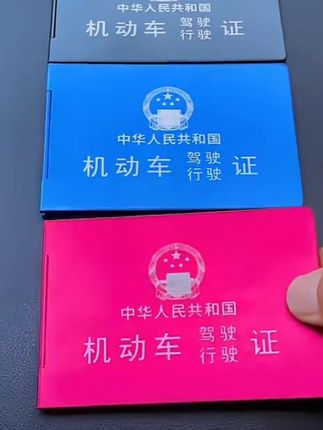 中华人民共和国
机动车 驾驶 证
行驶
中华人民共和国
机动车 驾驶 证
行驶
中华人民共和国
机动车 驾驶 证
行驶